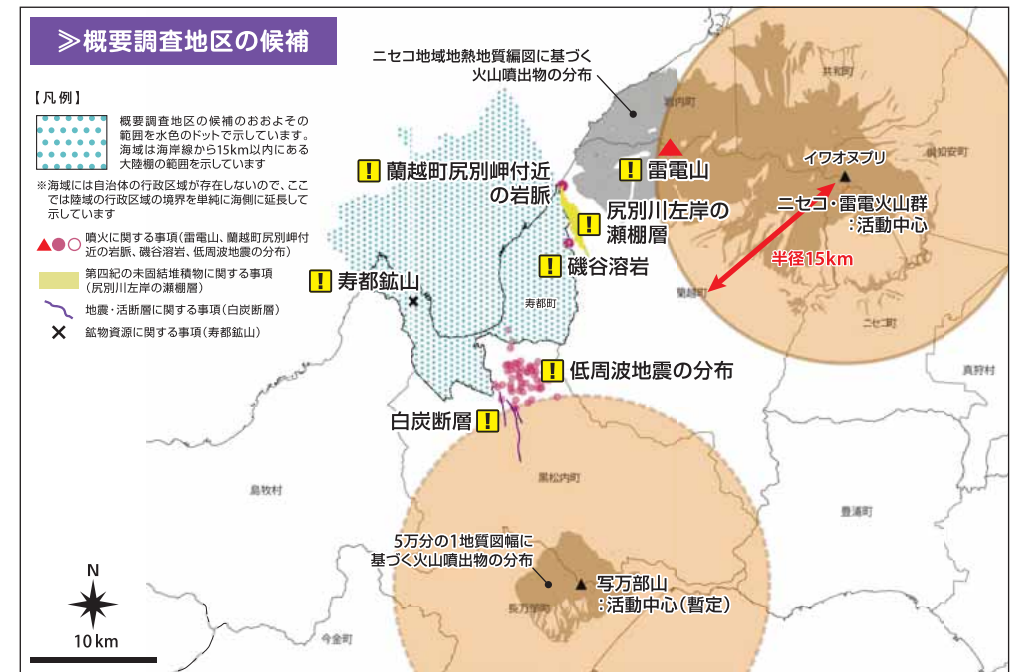 ≫概要調査地区の候補
【凡例】
概要調査地区の候補のおおよその
範囲を水色のドットで示しています。
海域は海岸線から15km以内にある
大陸棚の範囲を示しています
※海域には自治体の行政区域が存在しないので、ここ
では陸域の行政区域の境界を単純に海側に延長して
示しています
噴火に関する事項(雷電山、蘭越町尻別岬付
近の岩脈、磯谷溶岩、低周波地震の分布)
第四紀の未固結堆積物に関する事項
(尻別川左岸の瀬棚層)
地震・活断層に関する事項(白炭断層)
鉱物資源に関する事項(寿都鉱山)
ニセコ地域地熱地質編図に基づく
火山噴出物の分布
共和町
岩内町
倶知安町
! 蘭越町尻別岬付近
の岩脈
! 雷電山
イワオヌプリ
ニセコ・雷電火山群
:活動中心
! 尻別川左岸の
瀬棚層
半径15km
! 磯谷溶岩
! 寿都鉱山
寿都町
蘭越町
ニセコ町
真狩村
! 低周波地震の分布
白炭断層 !
島牧村
黒松内町
豊浦町
5万分の1地質図幅に
基づく火山噴出物の分布
写万部山
:活動中心(暫定)
長万部町
今金町
N
10km